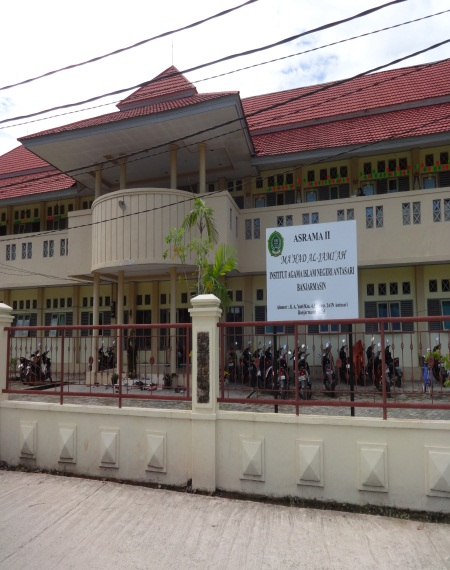 ASRAMA II
MA'HAD AL-JAMI'AH
INSTITUT AGAMA ISLAM NEGERI ANTASARI
BANJARMASIN